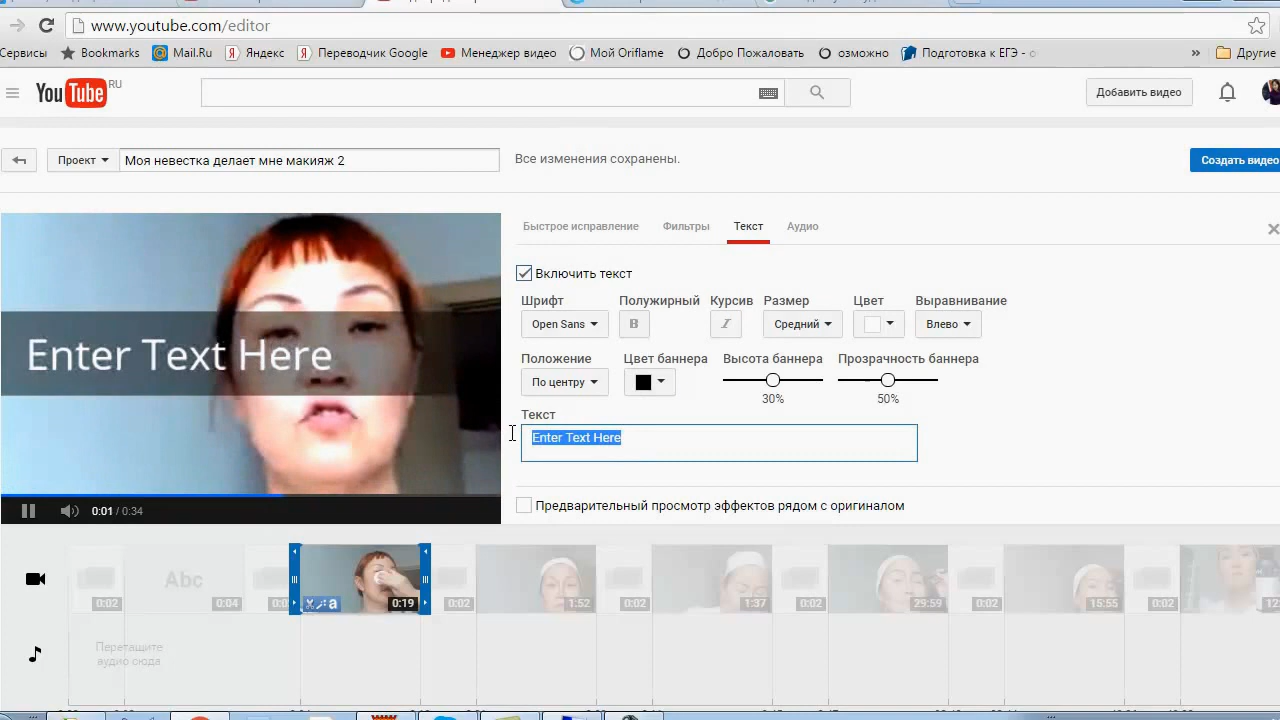 www.youtube.com/editor
Сервисы Bookmarks Mail.Ru Яндекс Переводчик Google Менеджер видео Мой Oriflame Добро Пожаловать озможно Подготовка к ЕГЭ - » Другие
YouTube RU Добавить видео
Проект Моя невестка делает мне макияж 2 Все изменения сохранены. Создать видео
Быстрое исправление Фильтры Текст Аудио
Включить текст
Шрифт Полужирный Курсив Размер Цвет Выравнивание
Open Sans B I Средний Влево
Положение Цвет баннера Высота баннера Прозрачность баннера
По центру
30% 50%
Enter Text Here
Текст
Enter Text Here
Предварительный просмотр эффектов рядом с оригиналом
0:01 / 0:34
Abc
0:02 0:04 a 0:19 0:02 1:52 0:02 1:37 0:02 29:59 0:02 15:55 0:02
Перетащите
аудио сюда